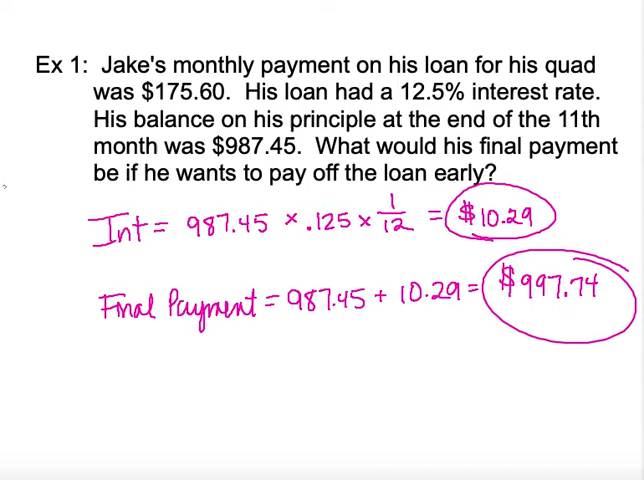 Ex 1: Jake's monthly payment on his loan for his quad
was $175.60. His loan had a 12.5% interest rate.
His balance on his principle at the end of the 11th
month was $987.45. What would his final payment
be if he wants to pay off the loan early?
Int = 987.45 × .125 × 1/12 = $10.29
Final Payment = 987.45 + 10.29 = $997.74